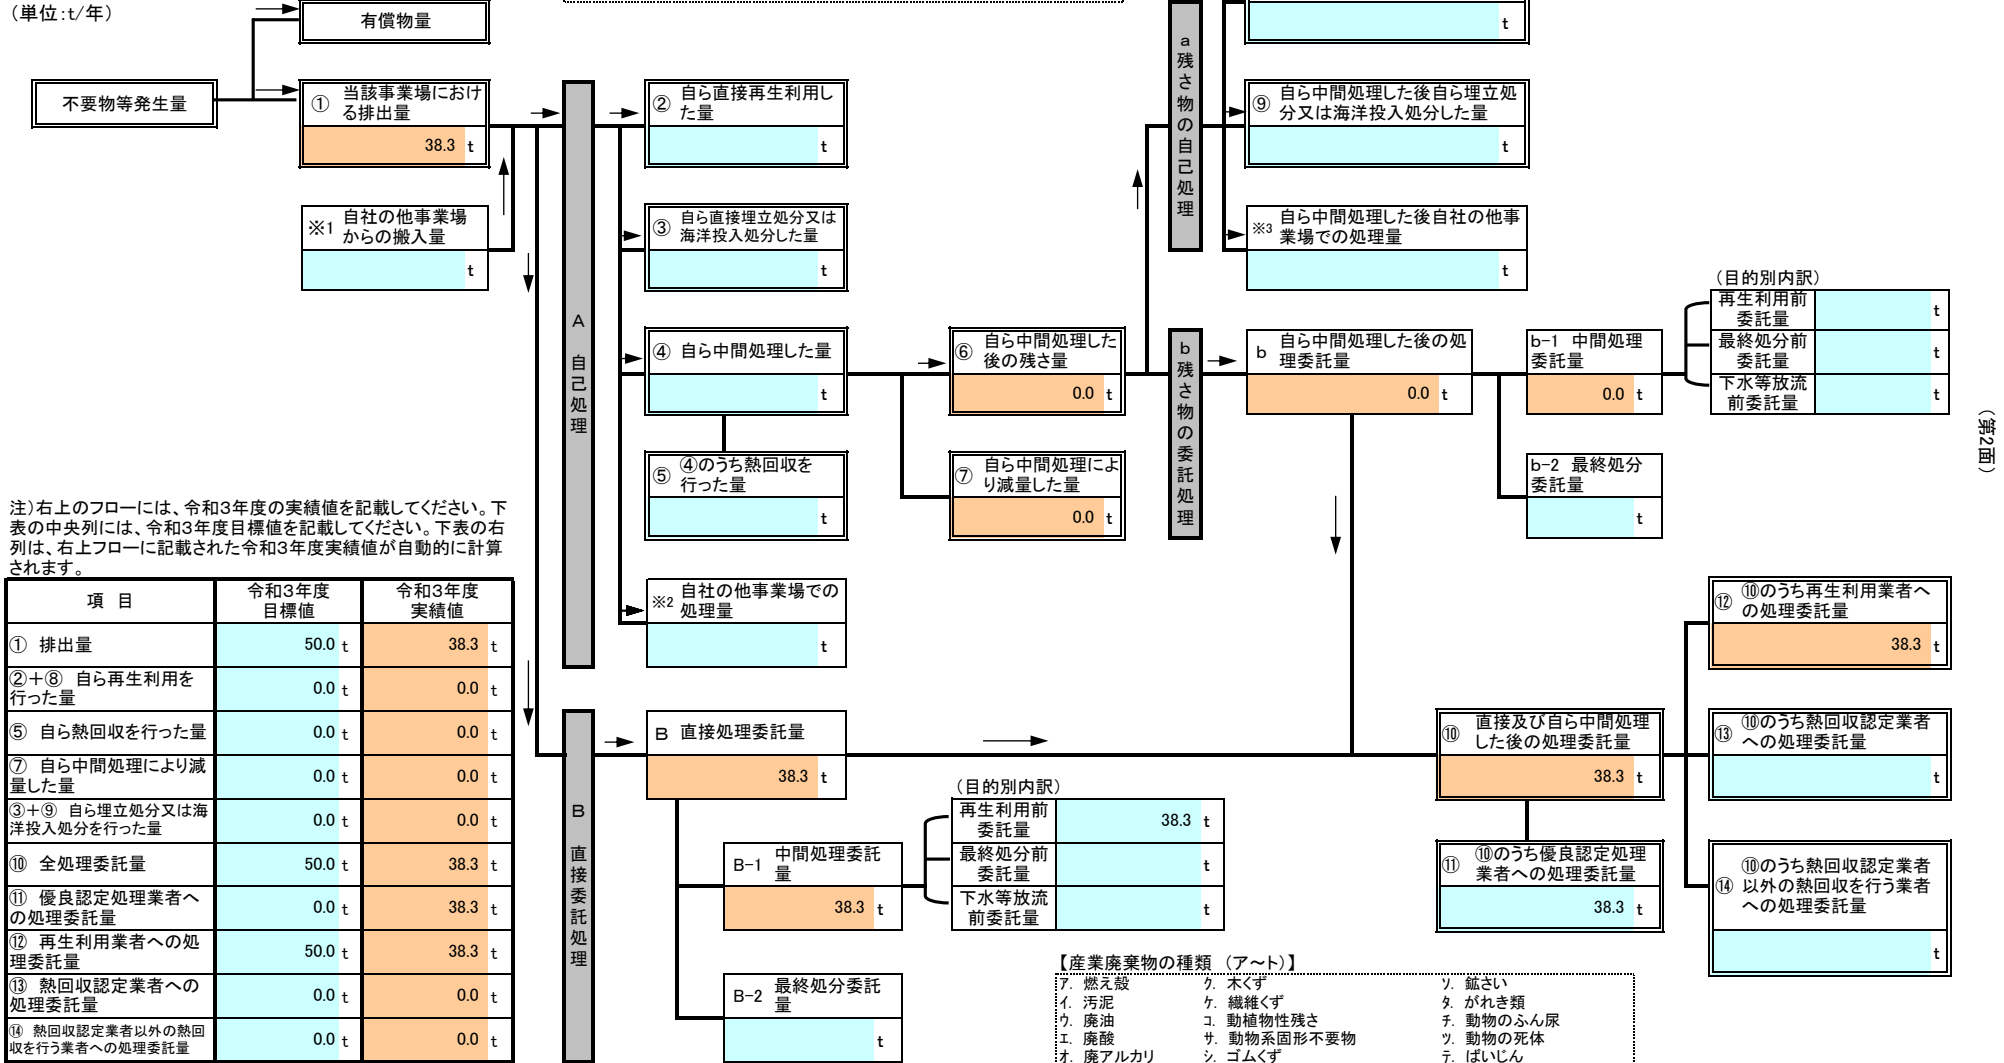 （単位：t/年）
有償物量
不要物等発生量
① 当該事業場におけ
る排出量
38.3 t
※1 自社の他事業場
からの搬入量
t
A 自己処理
② 自ら直接再生利用し
た量
t
③ 自ら直接埋立処分又は
海洋投入処分した量
t
④ 自ら中間処理した量
t
⑤ ④のうち熱回収を
行った量
t
※2 自社の他事業場での
処理量
t
⑥ 自ら中間処理した
後の残さ量
0.0 t
⑦ 自ら中間処理によ
り減量した量
0.0 t
a 残さ物の自己処理
t
⑨ 自ら中間処理した後自ら埋立処
分又は海洋投入処分した量
t
※3 自ら中間処理した後自社の他事
業場での処理量
t
b 残さ物の委託処理
b 自ら中間処理した後の処
理委託量
0.0 t
b-1 中間処理
委託量
0.0 t
b-2 最終処分
委託量
t
（目的別内訳）
再生利用前
委託量
t
最終処分前
委託量
t
下水等放流
前委託量
t
（第2面）
注）右上のフローには、令和3年度の実績値を記載してください。下
表の中央列には、令和3年度目標値を記載してください。下表の右
列は、右上フローに記載された令和3年度実績値が自動的に計算
されます。
項 目
令和3年度
目標値
令和3年度
実績値
① 排出量 50.0 t 38.3 t
②＋⑧ 自ら再生利用を
行った量 0.0 t 0.0 t
⑤ 自ら熱回収を行った量 0.0 t 0.0 t
⑦ 自ら中間処理により減
量した量 0.0 t 0.0 t
③＋⑨ 自ら埋立処分又は海
洋投入処分を行った量 0.0 t 0.0 t
⑩ 全処理委託量 50.0 t 38.3 t
⑪ 優良認定処理業者へ
の処理委託量 0.0 t 38.3 t
⑫ 再生利用業者への処
理委託量 50.0 t 38.3 t
⑬ 熱回収認定業者への
処理委託量 0.0 t 0.0 t
⑭ 熱回収認定業者以外の熱回
収を行う業者への処理委託量 0.0 t 0.0 t
B 直接委託処理
B 直接処理委託量
38.3 t
B-1 中間処理委託
量
38.3 t
B-2 最終処分委託
量
t
（目的別内訳）
再生利用前
委託量
38.3 t
最終処分前
委託量
t
下水等放流
前委託量
t
⑩ 直接及び自ら中間処理
した後の処理委託量
38.3 t
⑪ ⑩のうち優良認定処理
業者への処理委託量
38.3 t
⑫ ⑩のうち再生利用業者へ
の処理委託量
38.3 t
⑬ ⑩のうち熱回収認定業者
への処理委託量
t
⑭ ⑩のうち熱回収認定業者
以外の熱回収を行う業者
への処理委託量
t
【産業廃棄物の種類 （ア～ト）】
ア. 燃え殻 ク. 木くず ソ. 鉱さい
イ. 汚泥 ケ. 繊維くず タ. がれき類
ウ. 廃油 コ. 動植物性残さ チ. 動物のふん尿
エ. 廃酸 サ. 動物系固形不要物 ツ. 動物の死体
オ. 廃アルカリ シ. ゴムくず テ. ばいじん